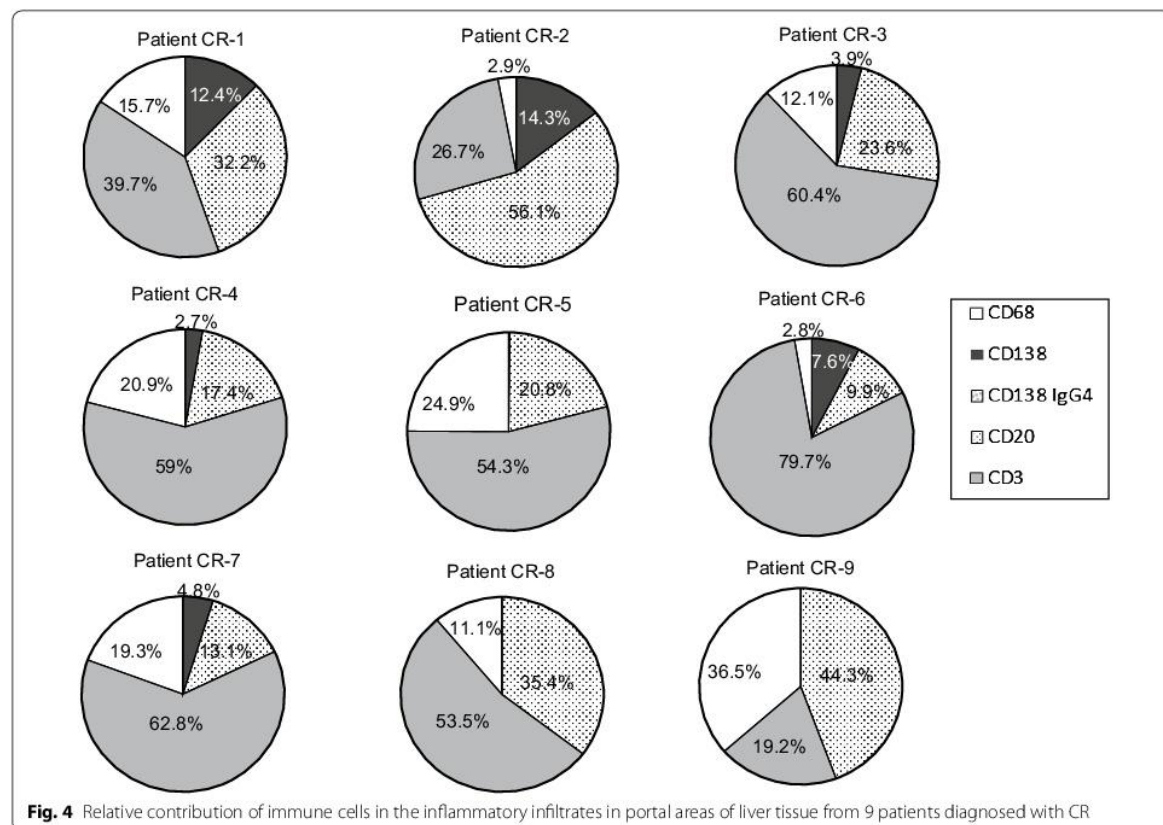 Patient CR-1
12.4%
32.2%
39.7%
15.7%
Patient CR-2
2.9%
14.3%
56.1%
26.7%
Patient CR-3
3.9%
23.6%
60.4%
12.1%
Patient CR-4
2.7%
17.4%
59%
20.9%
Patient CR-5
20.8%
54.3%
24.9%
Patient CR-6
2.8%
7.6%
9.9%
79.7%
CD68
CD138
CD138 IgG4
CD20
CD3
Patient CR-7
4.8%
13.1%
62.8%
19.3%
Patient CR-8
35.4%
53.5%
11.1%
Patient CR-9
44.3%
19.2%
36.5%
Fig. 4 Relative contribution of immune cells in the inflammatory infiltrates in portal areas of liver tissue from 9 patients diagnosed with CR